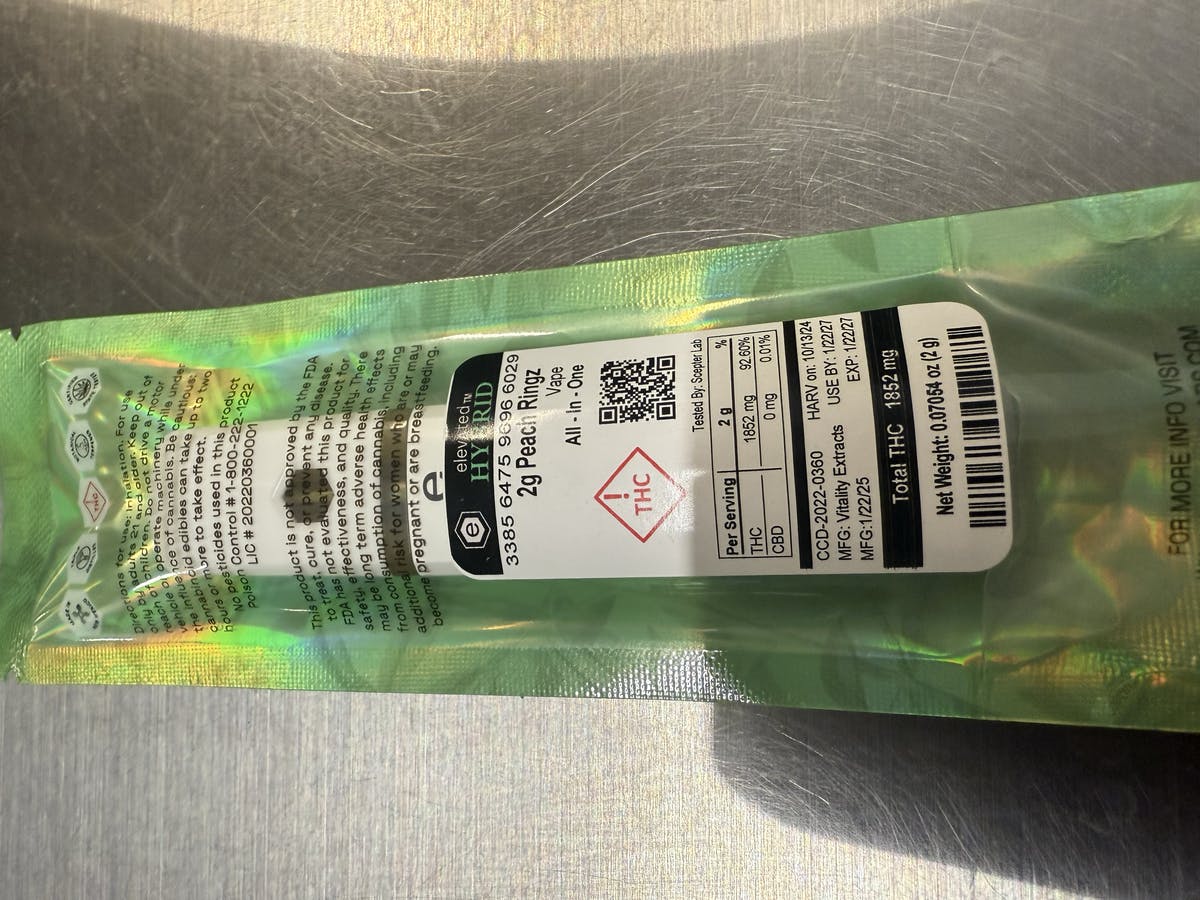 Directions for use: Inhalation. For use
only by adults 21 and older. Keep out of
reach of children. Do not drive a motor
vehicle or operate machinery while under
the influence of cannabis. Be cautious:
cannabinoid edibles can take up to two
hours or more to take effect.
No pesticides used in this product
Poison Control # 1-800-222-1222
LIC # 20220360001
This product is not approved by the FDA
to treat, cure, or prevent any disease.
FDA has not evaluated this product for
safety, effectiveness, and quality. There
may be long term adverse health effects
from consumption of cannabis, including
additional risk for women who are or may
become pregnant or are breastfeeding.
e
e
elevated™
HYBRID
3385 6475 9696 6029
2g Peach Ringz
Vape
All - In - One
THC
Tested By: Scepter Lab
Per Serving 2 g %
THC 1852 mg 92.60%
CBD 0 mg 0.01%
CCD-2022-0360 HARV on: 10/13/24
MFG: Vitality Extracts USE BY: 1/22/27
MFG:1/22/25 EXP: 1/22/27
Total THC 1852 mg
Net Weight: 0.07054 oz (2 g)
FOR MORE INFO VISIT